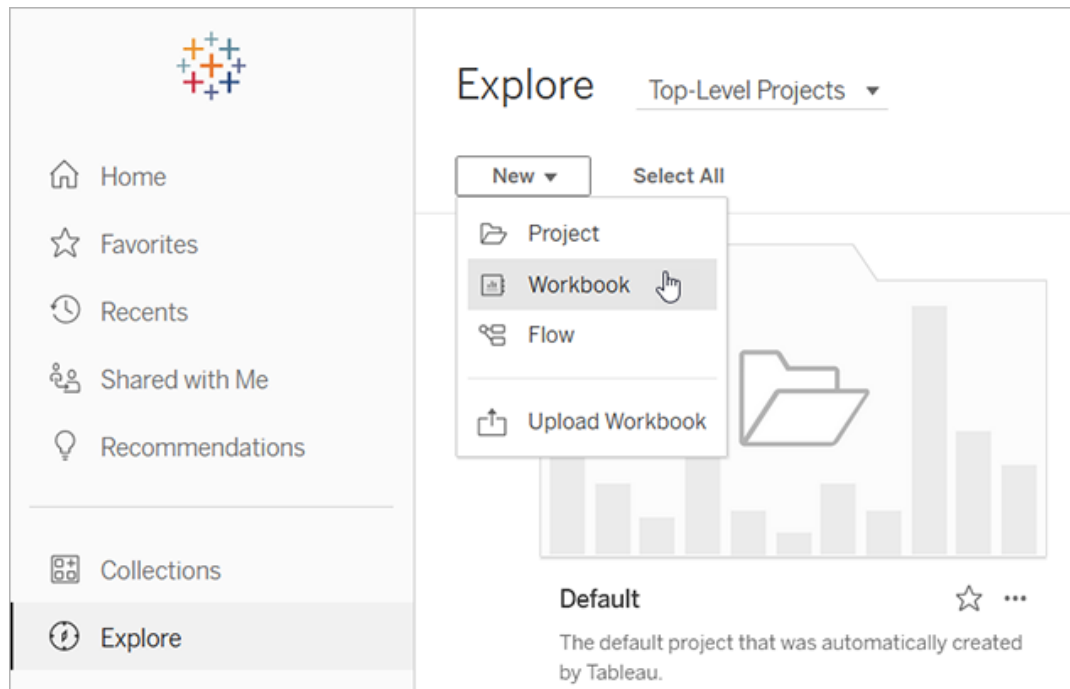 Home
Favorites
Recents
Shared with Me
Recommendations
Collections
Explore
Explore
Top-Level Projects
New
Select All
Project
Workbook
Flow
Upload Workbook
Default
The default project that was automatically created
by Tableau.